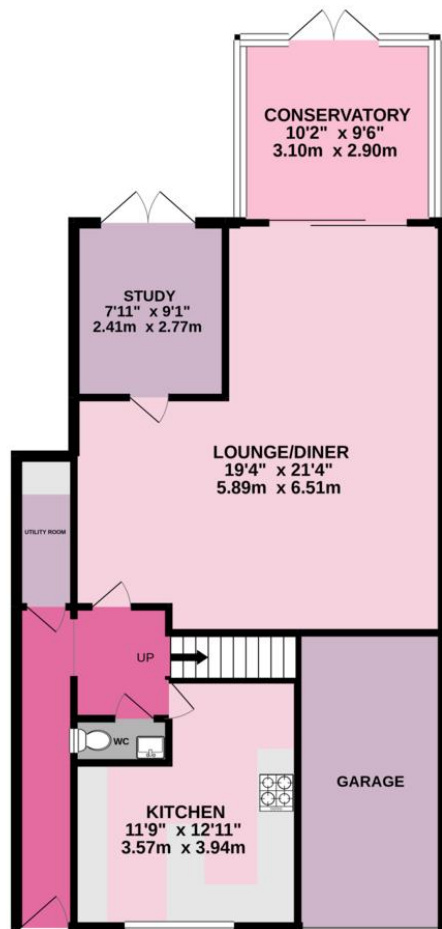 CONSERVATORY
10'2" x 9'6"
3.10m x 2.90m
STUDY
7'11" x 9'1"
2.41m x 2.77m
LOUNGE/DINER
19'4" x 21'4"
5.89m x 6.51m
UTILITY ROOM
UP
WC
GARAGE
KITCHEN
11'9" x 12'11"
3.57m x 3.94m